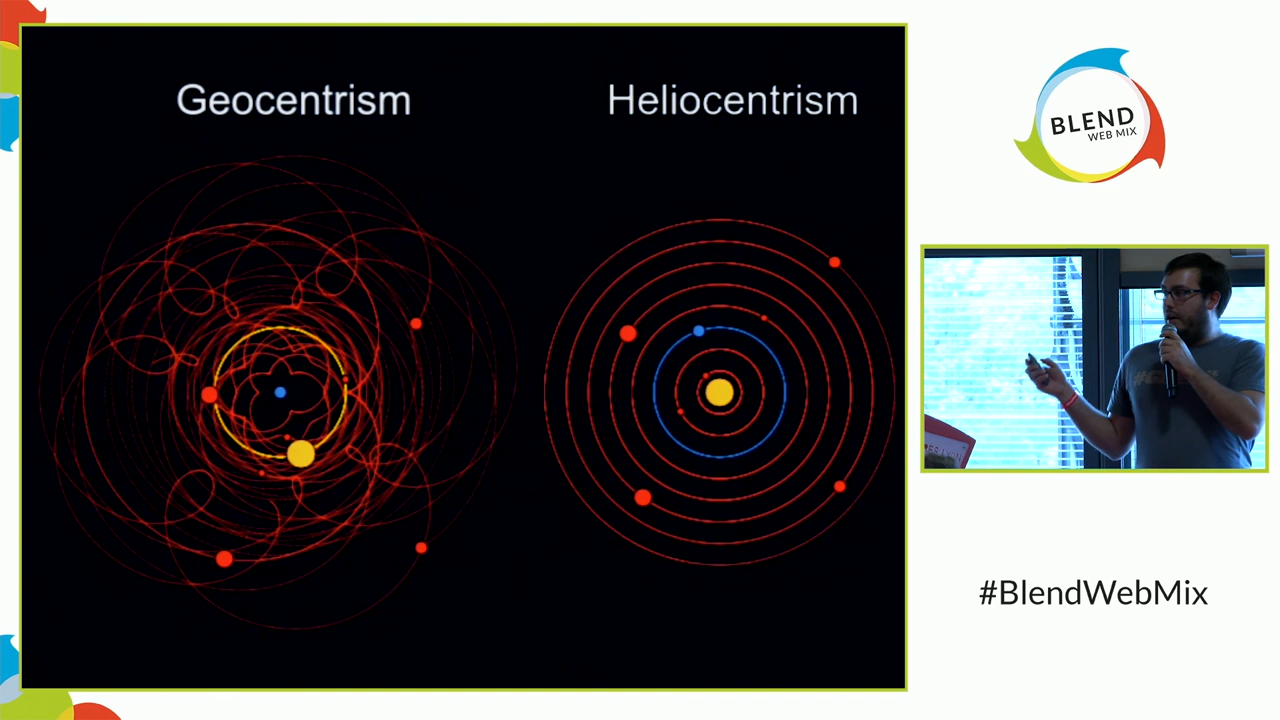 Geocentrism
Heliocentrism
BLEND
WEB MIX
#BlendWebMix